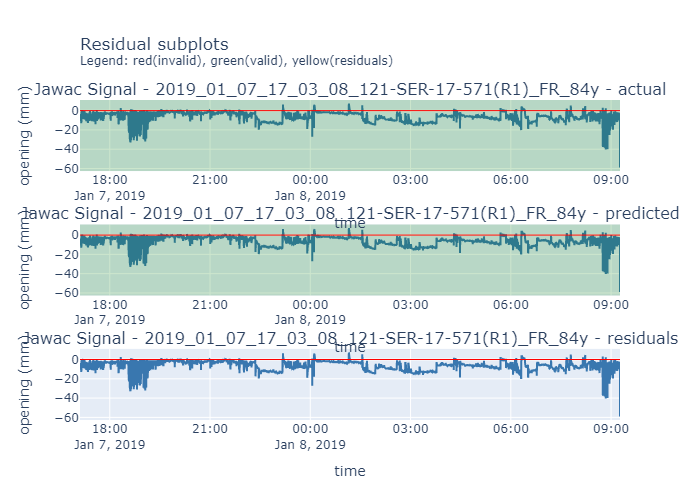 Residual subplots
Legend: red(invalid), green(valid), yellow(residuals)
Jawac Signal - 2019_01_07_17_03_08_121-SER-17-571(R1)_FR_84y - actual
opening (mm)
0
−20
−40
−60
18:00 21:00 00:00 03:00 06:00 09:00
Jan 7, 2019 Jan 8, 2019
time
Jawac Signal - 2019_01_07_17_03_08_121-SER-17-571(R1)_FR_84y - predicted
opening (mm)
0
−20
−40
−60
18:00 21:00 00:00 03:00 06:00 09:00
Jan 7, 2019 Jan 8, 2019
time
Jawac Signal - 2019_01_07_17_03_08_121-SER-17-571(R1)_FR_84y - residuals
opening (mm)
0
−20
−40
−60
18:00 21:00 00:00 03:00 06:00 09:00
Jan 7, 2019 Jan 8, 2019
time